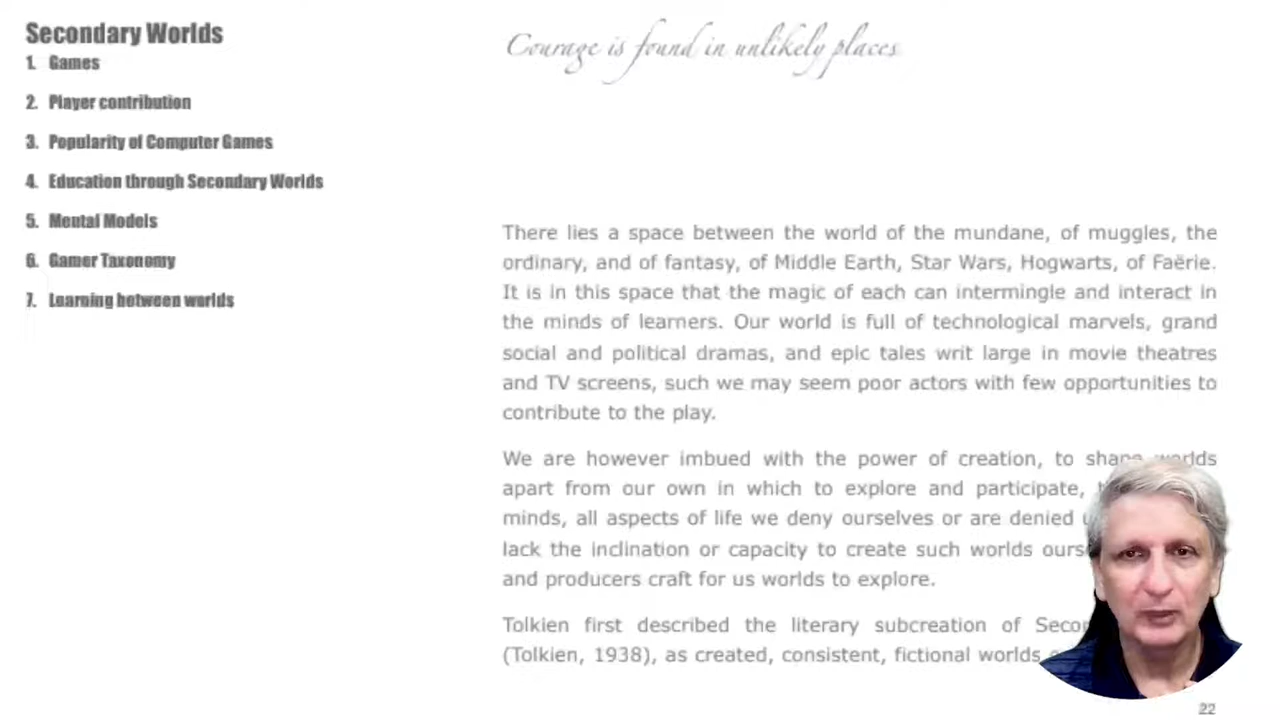 Secondary Worlds
1. Games
2. Player contribution
3. Popularity of Computer Games
4. Education through Secondary Worlds
5. Mental Models
6. Gamer Taxonomy
7. Learning between worlds
Courage is found in unlikely places
There lies a space between the world of the mundane, of muggles, the
ordinary, and of fantasy, of Middle Earth, Star Wars, Hogwarts, of Faërie.
It is in this space that the magic of each can intermingle and interact in
the minds of learners. Our world is full of technological marvels, grand
social and political dramas, and epic tales writ large in movie theatres
and TV screens, such we may seem poor actors with few opportunities to
contribute to the play.
We are however imbued with the power of creation, to shape worlds
apart from our own in which to explore and participate,
minds, all aspects of life we deny ourselves or are denied
lack the inclination or capacity to create such worlds
and producers craft for us worlds to explore.
Tolkien first described the literary subcreation of
(Tolkien, 1938), as created, consistent, fictional worlds
22